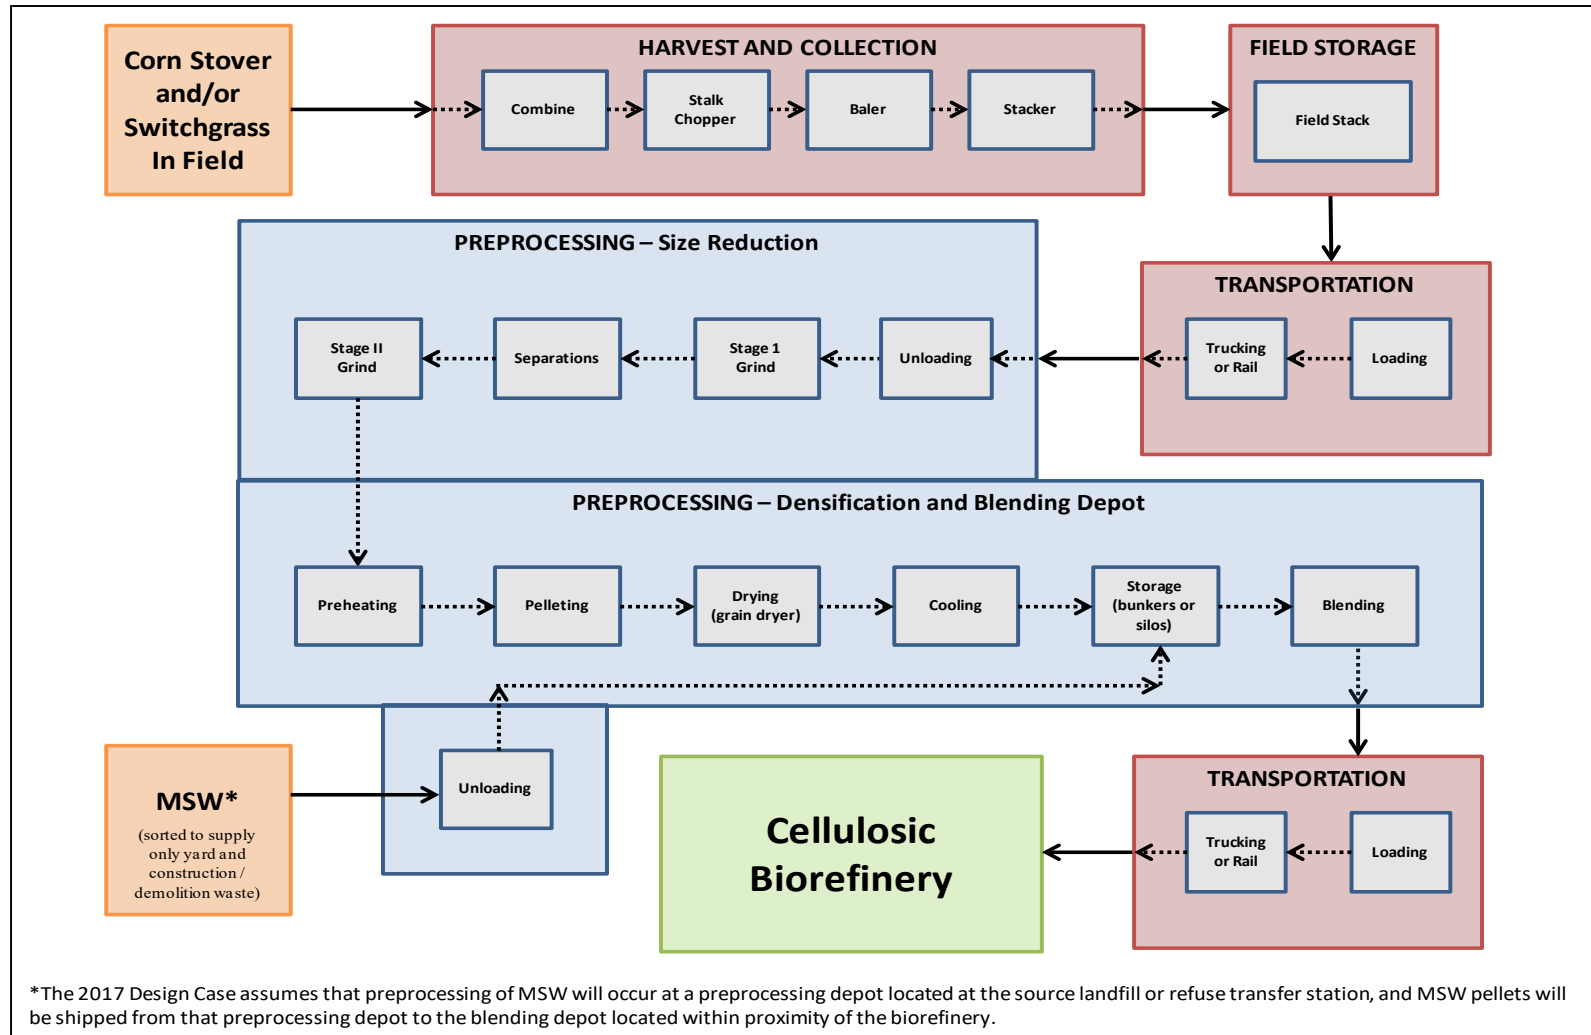 Corn Stover
and/or
Switchgrass
In Field
HARVEST AND COLLECTION
Combine
Stalk
Chopper
Baler
Stacker
FIELD STORAGE
Field Stack
TRANSPORTATION
Loading
Trucking
or Rail
PREPROCESSING – Size Reduction
Unloading
Stage 1
Grind
Separations
Stage II
Grind
PREPROCESSING – Densification and Blending Depot
Preheating
Pelleting
Drying
(grain dryer)
Cooling
Storage
(bunkers or
silos)
Blending
MSW*
(sorted to supply
only yard and
construction /
demolition waste)
Unloading
TRANSPORTATION
Loading
Trucking
or Rail
Cellulosic
Biorefinery
*The 2017 Design Case assumes that preprocessing of MSW will occur at a preprocessing depot located at the source landfill or refuse transfer station, and MSW pellets will
be shipped from that preprocessing depot to the blending depot located within proximity of the biorefinery.